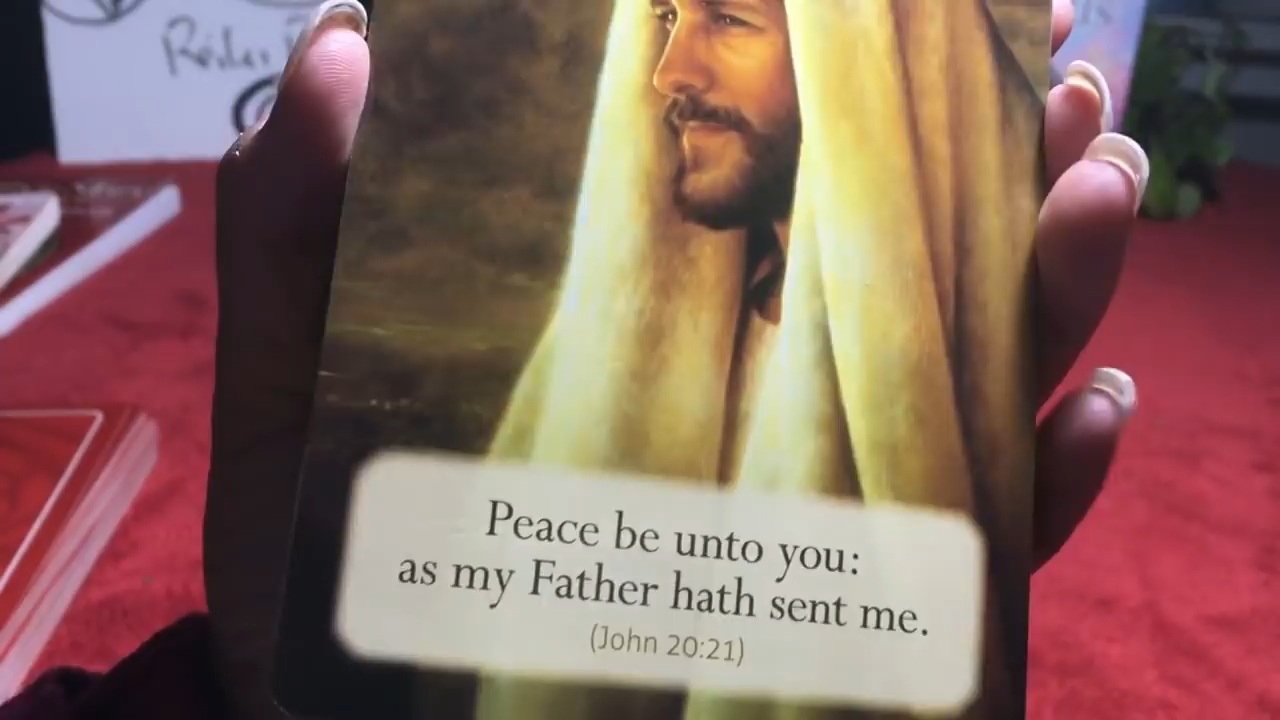 Peace be unto you:
as my Father hath sent me.
(John 20:21)